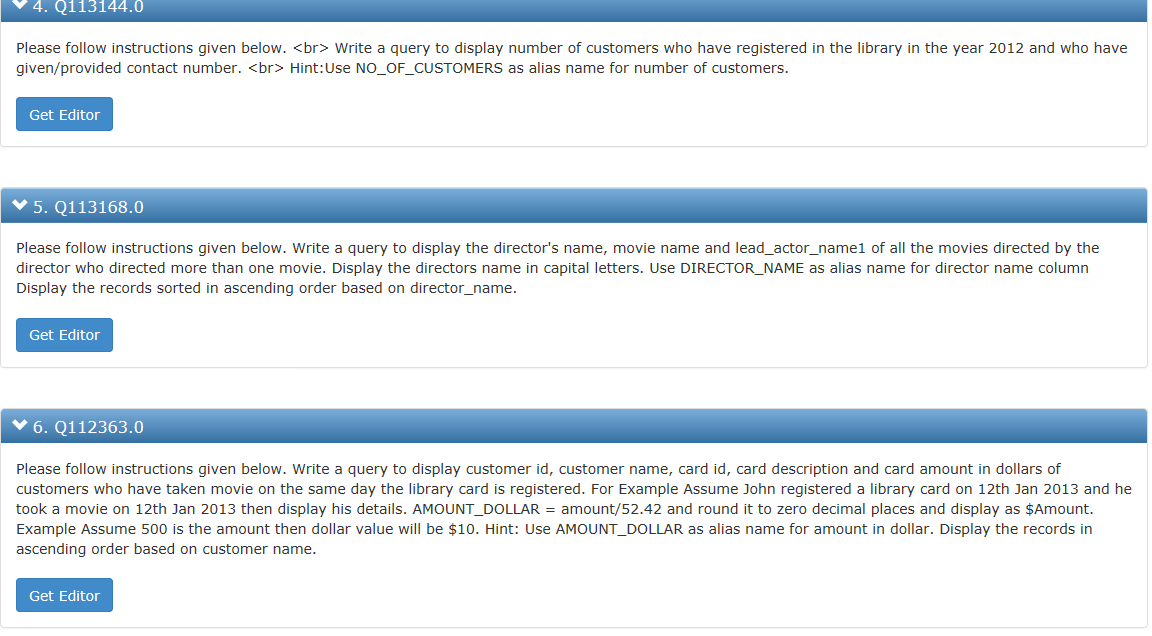 4. Q113144.0
Please follow instructions given below. <br> Write a query to display number of customers who have registered in the library in the year 2012 and who have
given/provided contact number. <br> Hint:Use NO_OF_CUSTOMERS as alias name for number of customers.
Get Editor
5. Q113168.0
Please follow instructions given below. Write a query to display the director's name, movie name and lead_actor_name1 of all the movies directed by the
director who directed more than one movie. Display the directors name in capital letters. Use DIRECTOR_NAME as alias name for director name column
Display the records sorted in ascending order based on director_name.
Get Editor
6. Q112363.0
Please follow instructions given below. Write a query to display customer id, customer name, card id, card description and card amount in dollars of
customers who have taken movie on the same day the library card is registered. For Example Assume John registered a library card on 12th Jan 2013 and he
took a movie on 12th Jan 2013 then display his details. AMOUNT_DOLLAR = amount/52.42 and round it to zero decimal places and display as $Amount.
Example Assume 500 is the amount then dollar value will be $10. Hint: Use AMOUNT_DOLLAR as alias name for amount in dollar. Display the records in
ascending order based on customer name.
Get Editor